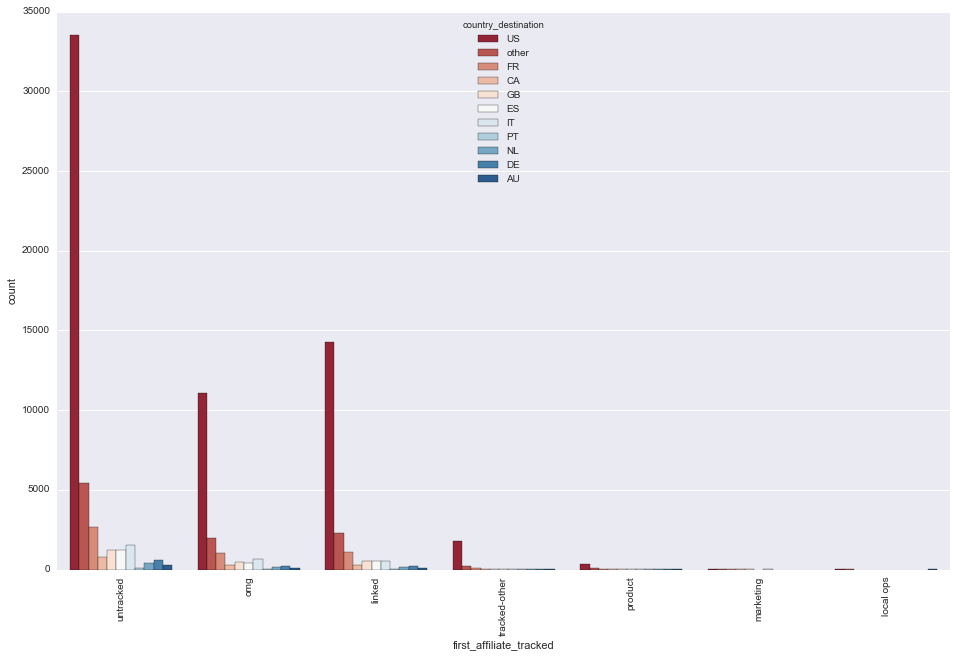 35000
30000
25000
20000
15000
10000
5000
0
count
country_destination
US
other
FR
CA
GB
ES
IT
PT
NL
DE
AU
untracked
omg
linked
tracked-other
product
marketing
local ops
first_affiliate_tracked